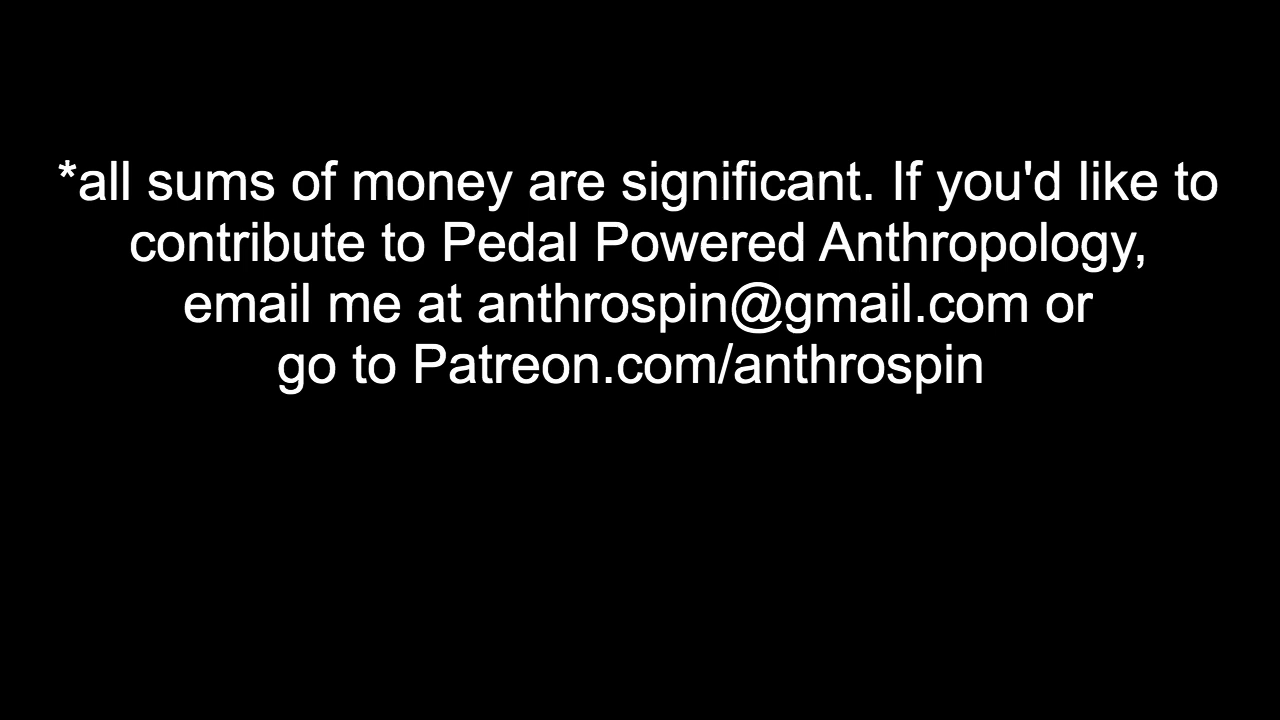 *all sums of money are significant. If you'd like to
contribute to Pedal Powered Anthropology,
email me at anthrospin@gmail.com or
go to Patreon.com/anthrospin